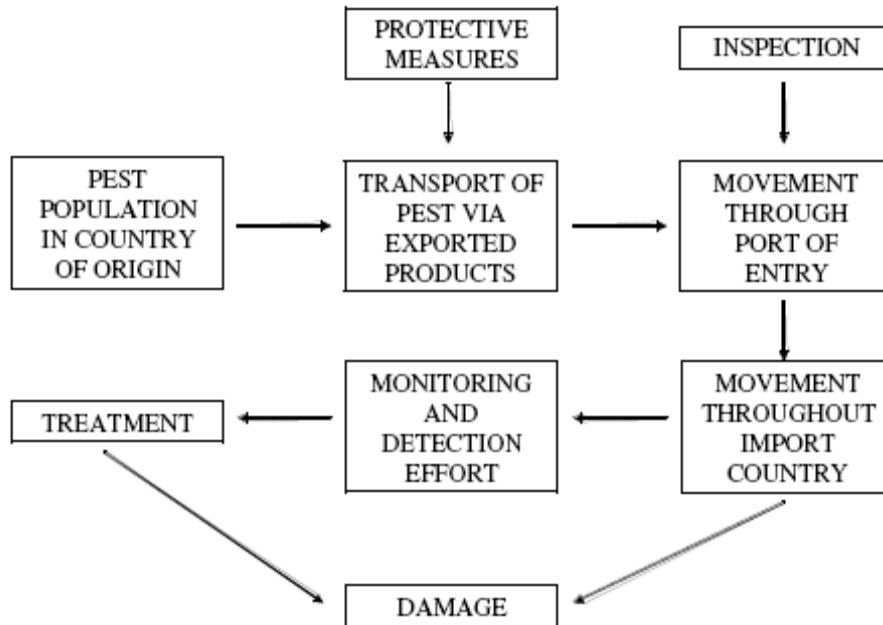 PROTECTIVE
MEASURES
INSPECTION
PEST
POPULATION
IN COUNTRY
OF ORIGIN
TRANSPORT OF
PEST VIA
EXPORTED
PRODUCTS
MOVEMENT
THROUGH
PORT OF
ENTRY
TREATMENT
MONITORING
AND
DETECTION
EFFORT
MOVEMENT
THROUGHOUT
IMPORT
COUNTRY
DAMAGE